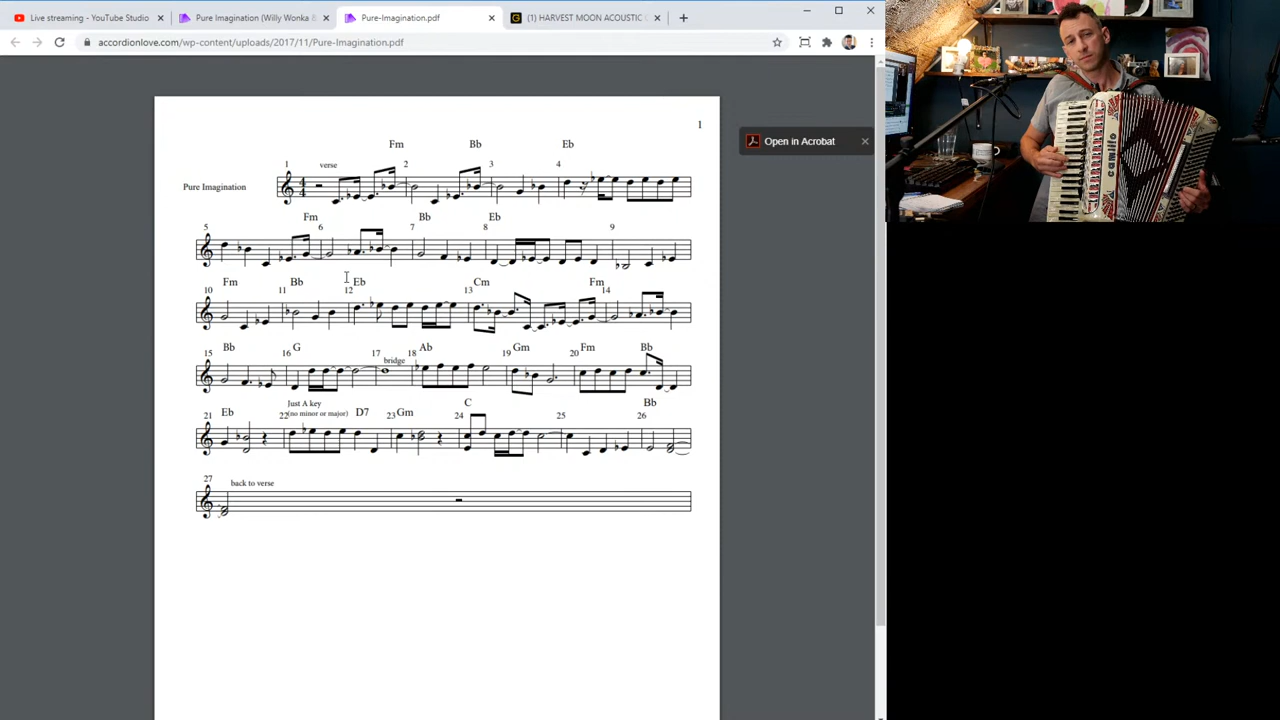 Live streaming - YouTube Studio
Pure Imagination (Willy Wonka &
Pure-Imagination.pdf
(1) HARVEST MOON ACOUSTIC
accordionlove.com/wp-content/uploads/2017/11/Pure-Imagination.pdf
1
Open in Acrobat
Fm Bb Eb
1 verse 2 3 4
Pure Imagination
Fm Bb Eb
5 6 7 8 9
Fm Bb Eb Cm Fm
10 11 12 13 14
Bb G Ab Gm Fm Bb
15 16 17 bridge 18 19 20
Just A key
Eb (no minor or major) D7 Gm C Bb
21 22 23 24 25 26
27 back to verse
Camillo